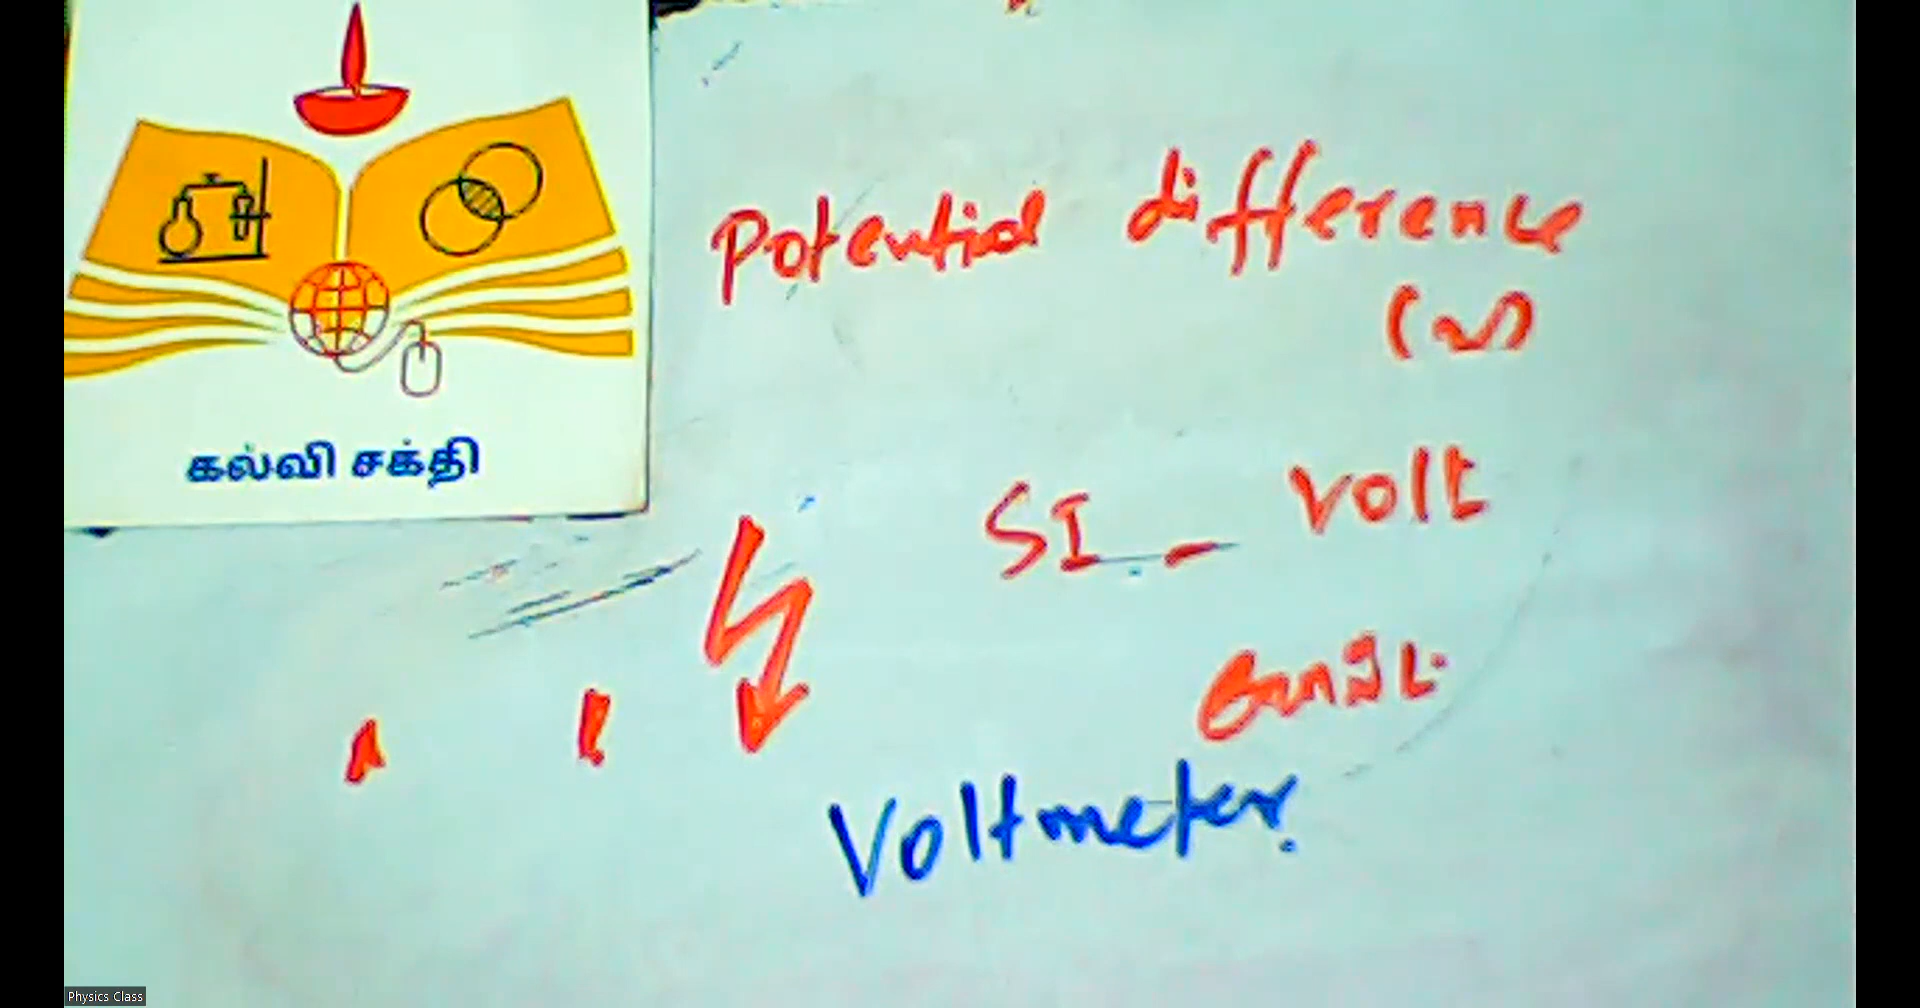 கல்வி சக்தி
Potential difference
(V)
SI - Volt
வோல்ட்
Voltmeter.
Physics Class